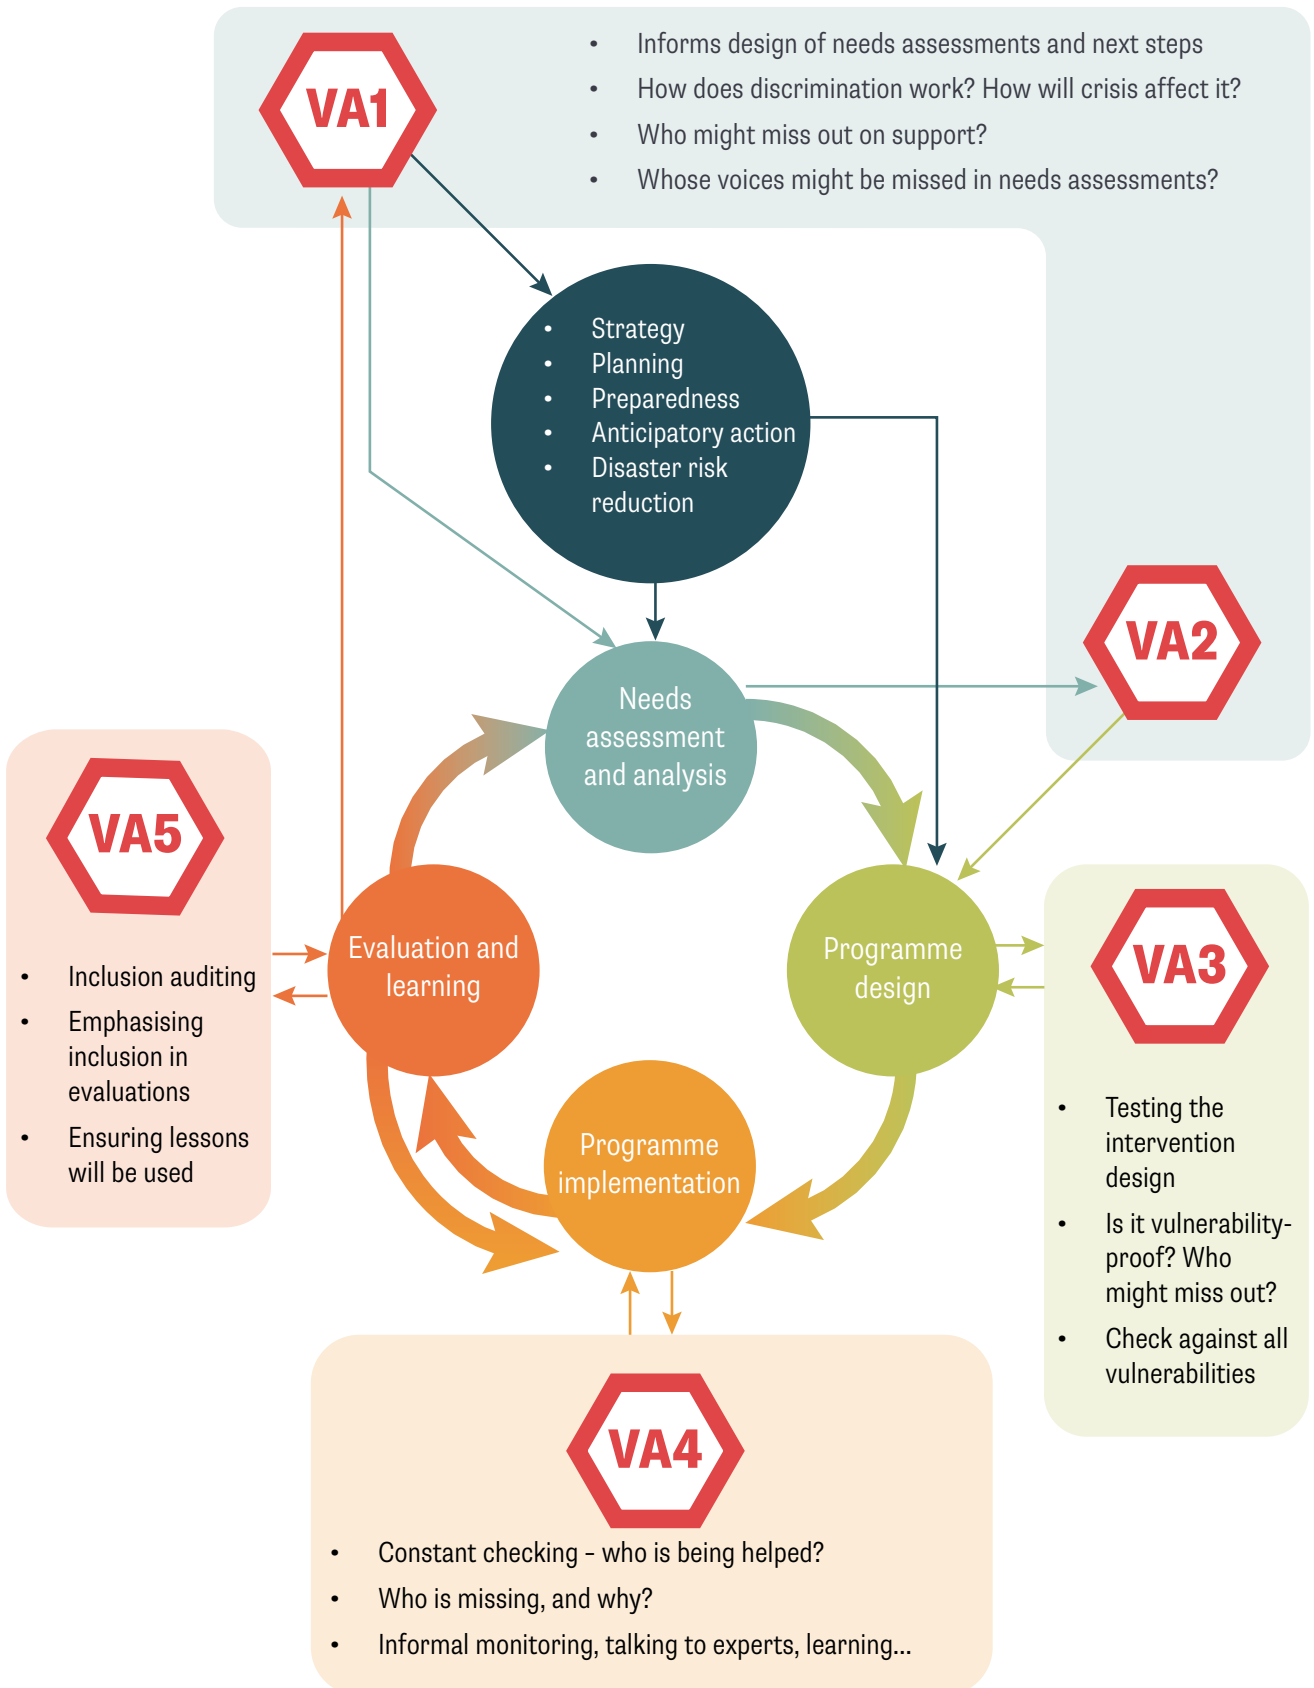 VA1
• Informs design of needs assessments and next steps
• How does discrimination work? How will crisis affect it?
• Who might miss out on support?
• Whose voices might be missed in needs assessments?
• Strategy
• Planning
• Preparedness
• Anticipatory action
• Disaster risk
reduction
VA2
Needs
assessment
and analysis
VA5
• Inclusion auditing
• Emphasising
inclusion in
evaluations
• Ensuring lessons
will be used
Evaluation and
learning
Programme
design
VA3
• Testing the
intervention
design
• Is it vulnerability-
proof? Who
might miss out?
• Check against all
vulnerabilities
Programme
implementation
VA4
• Constant checking – who is being helped?
• Who is missing, and why?
• Informal monitoring, talking to experts, learning...